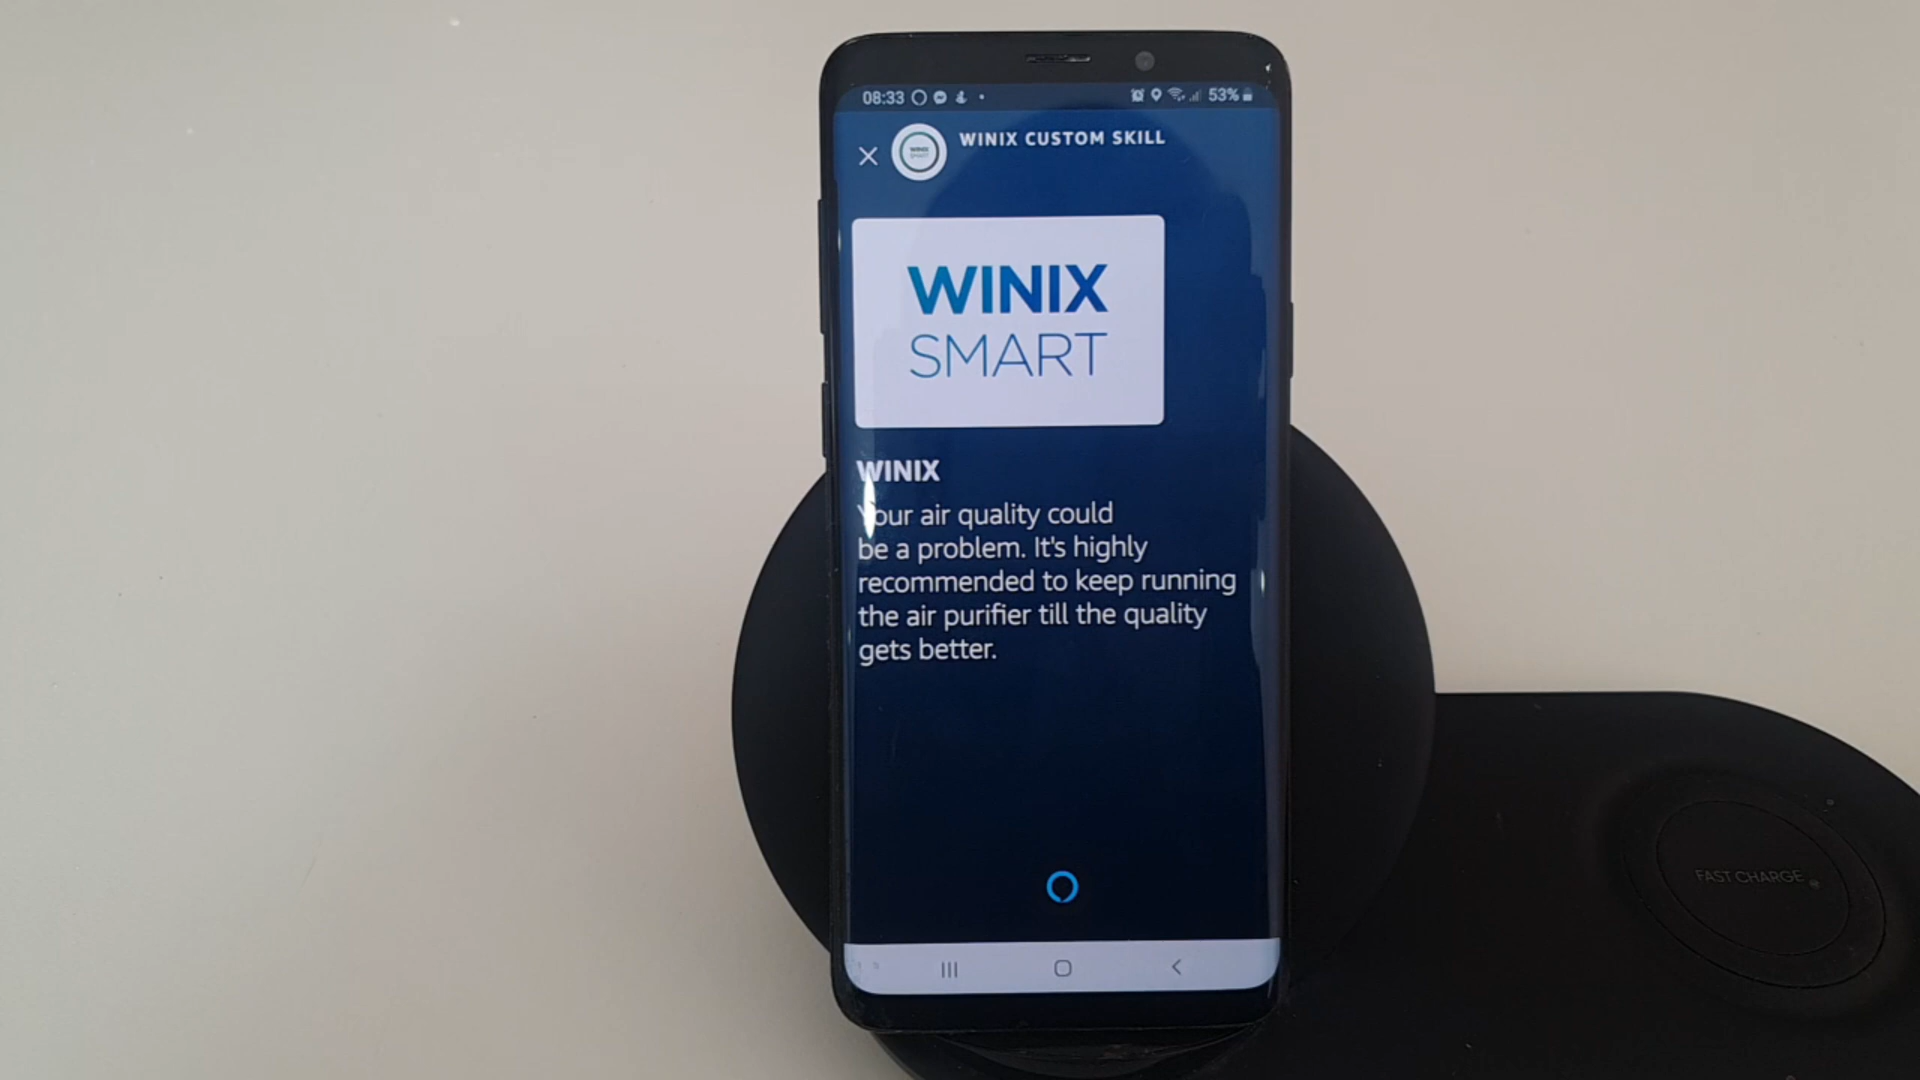 08:33
53%
WINIX CUSTOM SKILL
WINIX
SMART
WINIX
Your air quality could
be a problem. It's highly
recommended to keep running
the air purifier till the quality
gets better.
FAST CHARGE